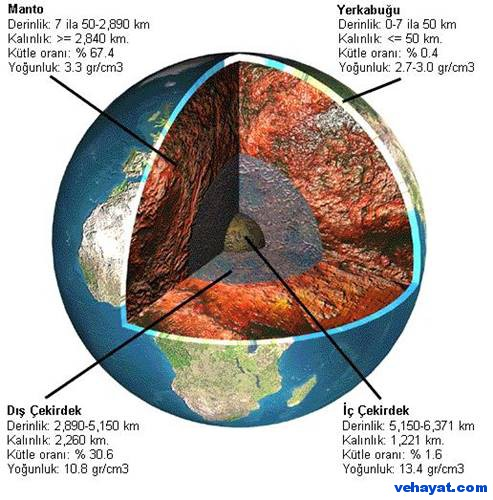 Manto
Derinlik: 7 ila 50-2,890 km
Kalınlık: >= 2,840 km.
Kütle oranı: % 67.4
Yoğunluk: 3.3 gr/cm3
Yerkabuğu
Derinlik: 0-7 ila 50 km
Kalınlık: <= 50 km.
Kütle oranı: % 0.4
Yoğunluk: 2.7-3.0 gr/cm3
Dış Çekirdek
Derinlik: 2,890-5,150 km
Kalınlık: 2,260 km.
Kütle oranı: % 30.6
Yoğunluk: 10.8 gr/cm3
İç Çekirdek
Derinlik: 5,150-6,371 km
Kalınlık: 1,221 km.
Kütle oranı: % 1.6
Yoğunluk: 13.4 gr/cm3
vehayat.com